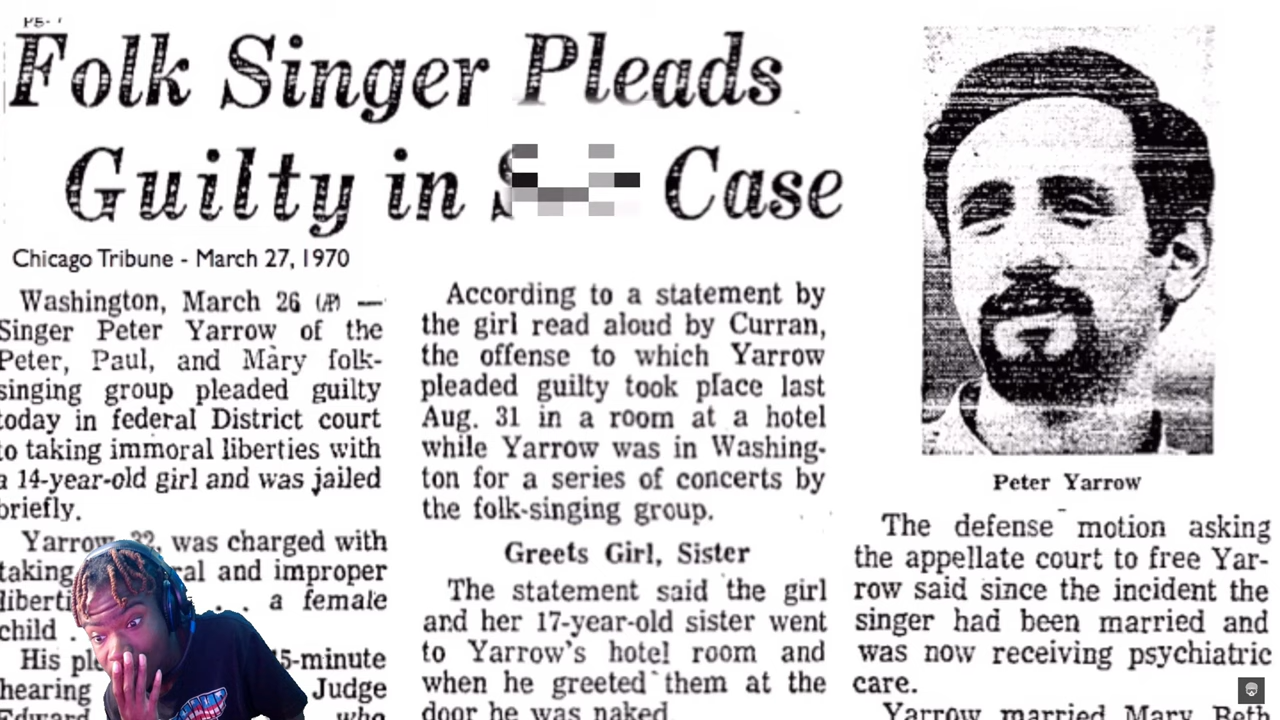 Folk Singer Pleads
Guilty in Case
Chicago Tribune - March 27, 1970
Washington, March 26 (AP) —
Singer Peter Yarrow of the
Peter, Paul, and Mary folk-
singing group pleaded guilty
today in federal District court
to taking immoral liberties with
a 14-year-old girl and was jailed
briefly.
Yarrow 32, was charged with
taking and improper
. . a female
child .
His 5-minute
hearing Judge
Edward who
According to a statement by
the girl read aloud by Curran,
the offense to which Yarrow
pleaded guilty took place last
Aug. 31 in a room at a hotel
while Yarrow was in Washing-
ton for a series of concerts by
the folk-singing group.
Greets Girl, Sister
The statement said the girl
and her 17-year-old sister went
to Yarrow's hotel room and
when he greeted them at the
door he was naked.
Peter Yarrow
The defense motion asking
the appellate court to free Yar-
row said since the incident the
singer had been married and
was now receiving psychiatric
care.
Yarrow married Mary Beth